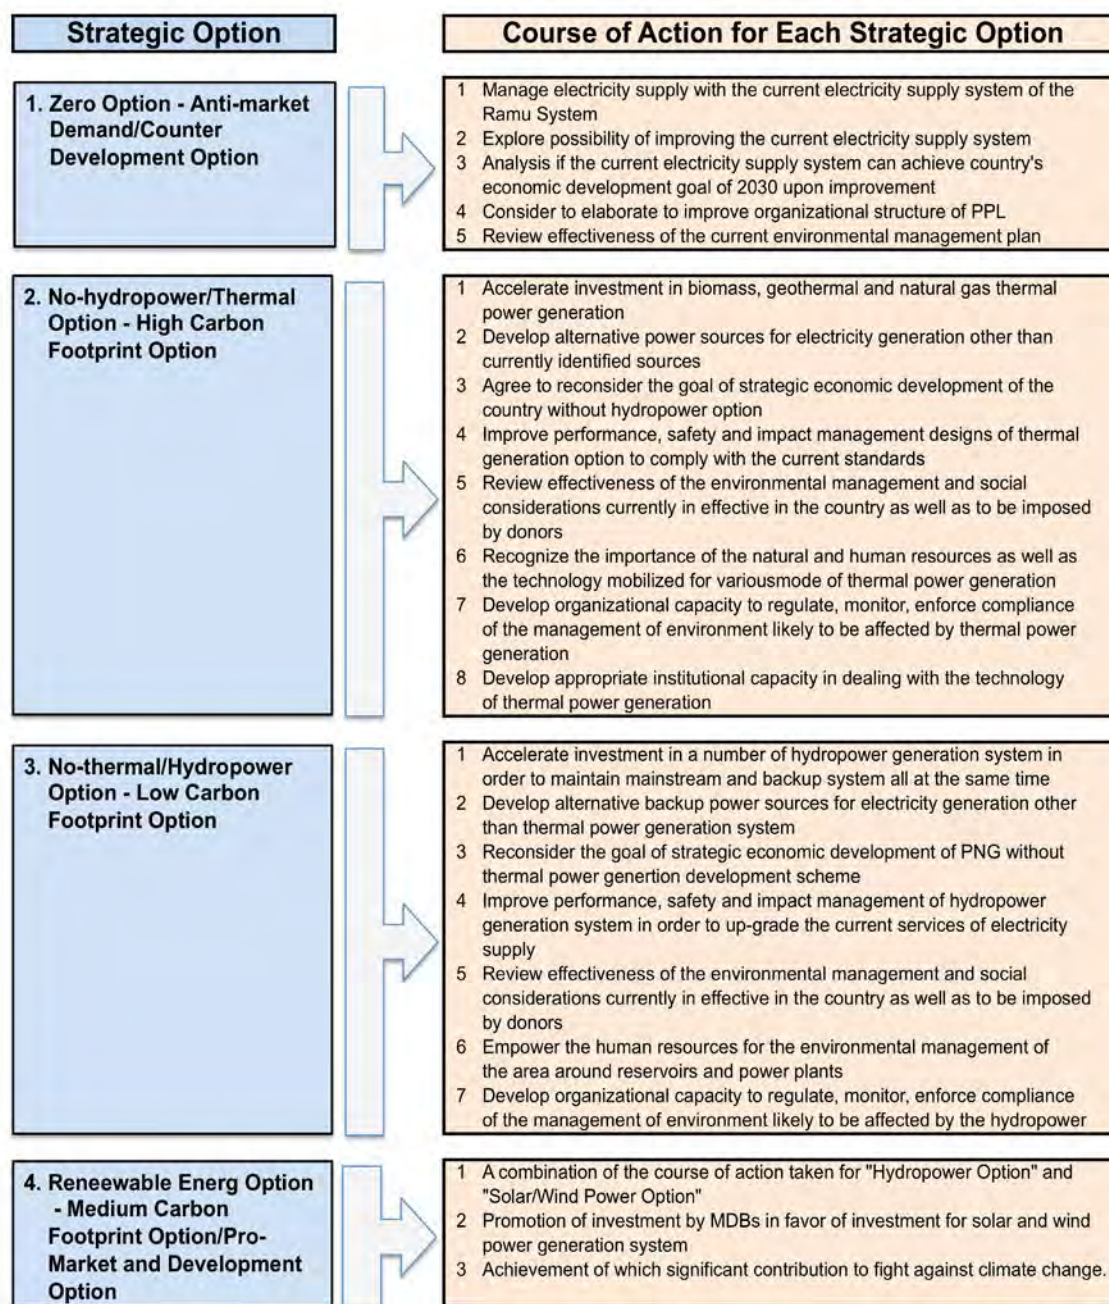 Strategic Option
Course of Action for Each Strategic Option
1. Zero Option - Anti-market
Demand/Counter
Development Option
1 Manage electricity supply with the current electricity supply system of the
Ramu System
2 Explore possibility of improving the current electricity supply system
3 Analysis if the current electricity supply system can achieve country's
economic development goal of 2030 upon improvement
4 Consider to elaborate to improve organizational structure of PPL
5 Review effectiveness of the current environmental management plan
2. No-hydropower/Thermal
Option - High Carbon
Footprint Option
1 Accelerate investment in biomass, geothermal and natural gas thermal
power generation
2 Develop alternative power sources for electricity generation other than
currently identified sources
3 Agree to reconsider the goal of strategic economic development of the
country without hydropower option
4 Improve performance, safety and impact management designs of thermal
generation option to comply with the current standards
5 Review effectiveness of the environmental management and social
considerations currently in effective in the country as well as to be imposed
by donors
6 Recognize the importance of the natural and human resources as well as
the technology mobilized for variousmode of thermal power generation
7 Develop organizational capacity to regulate, monitor, enforce compliance
of the management of environment likely to be affected by thermal power
generation
8 Develop appropriate institutional capacity in dealing with the technology
of thermal power generation
3. No-thermal/Hydropower
Option - Low Carbon
Footprint Option
1 Accelerate investment in a number of hydropower generation system in
order to maintain mainstream and backup system all at the same time
2 Develop alternative backup power sources for electricity generation other
than thermal power generation system
3 Reconsider the goal of strategic economic development of PNG without
thermal power genertion development scheme
4 Improve performance, safety and impact management of hydropower
generation system in order to up-grade the current services of electricity
supply
5 Review effectiveness of the environmental management and social
considerations currently in effective in the country as well as to be imposed
by donors
6 Empower the human resources for the environmental management of
the area around reservoirs and power plants
7 Develop organizational capacity to regulate, monitor, enforce compliance
of the management of environment likely to be affected by the hydropower
4. Reneewable Energ Option
- Medium Carbon
Footprint Option/Pro-
Market and Development
Option
1 A combination of the course of action taken for "Hydropower Option" and
"Solar/Wind Power Option"
2 Promotion of investment by MDBs in favor of investment for solar and wind
power generation system
3 Achievement of which significant contribution to fight against climate change.